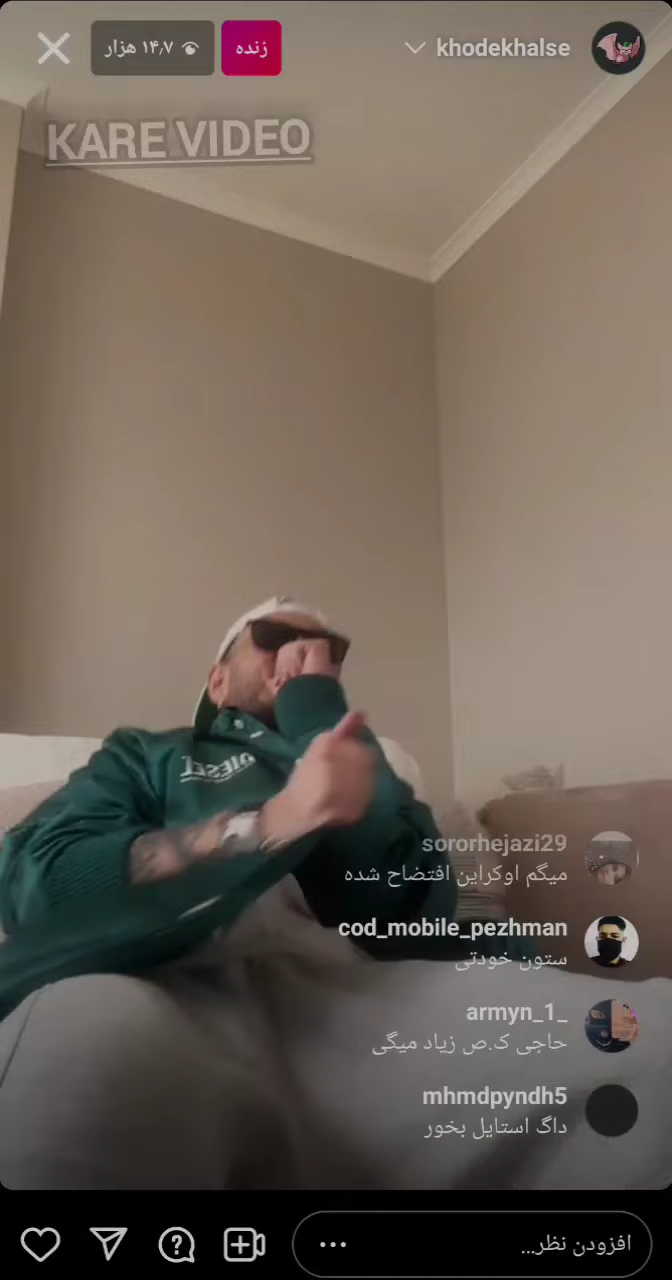 khodekhalse
زنده
۱۴٫۷ هزار
KARE VIDEO
DIESEL
sororhejazi29
میگم اوکراین افتضاح شده
cod_mobile_pezhman
ستون خودتی
armyn_1_
حاجی ک.ص زیاد میگی
mhmdpyndh5
داگ استایل بخور
افزودن نظر...